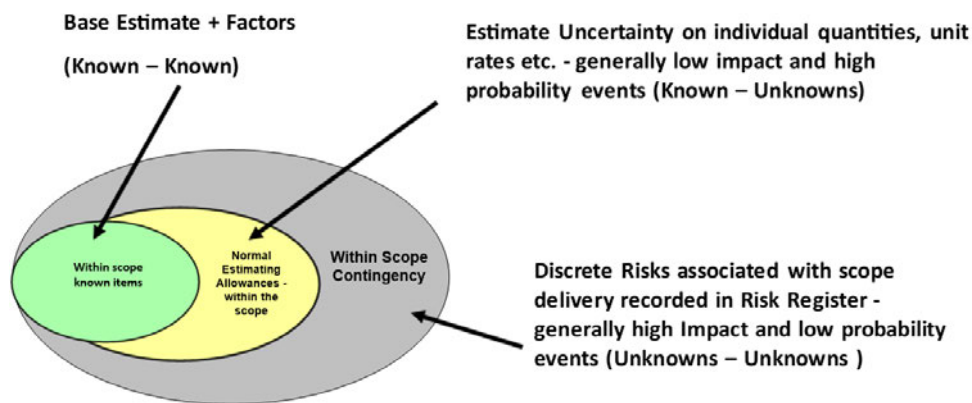 Base Estimate + Factors
(Known – Known)
Estimate Uncertainty on individual quantities, unit
rates etc. - generally low impact and high
probability events (Known – Unknowns)
Within scope
known items
Normal
Estimating
Allowances -
within the
scope
Within Scope
Contingency
Discrete Risks associated with scope
delivery recorded in Risk Register -
generally high Impact and low probability
events (Unknowns – Unknowns )